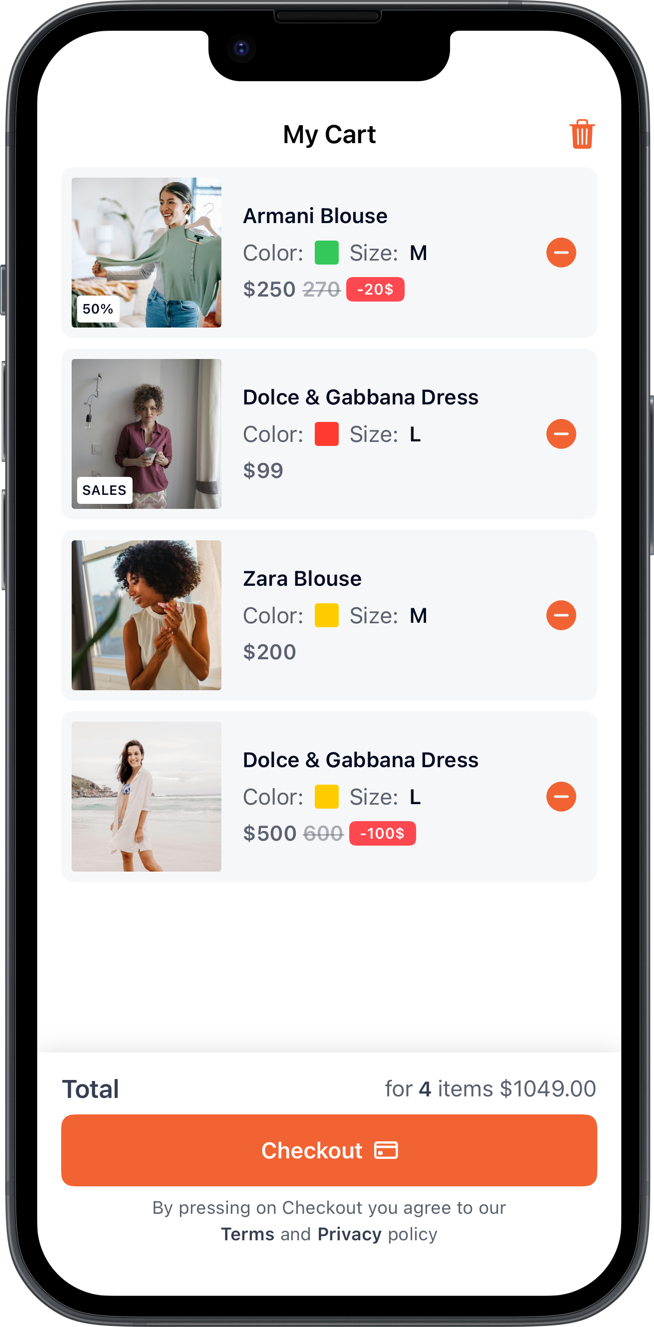 My Cart
Armani Blouse
Color: Size: M
$250 270 -20$
50%
Dolce & Gabbana Dress
Color: Size: L
$99
SALES
Zara Blouse
Color: Size: M
$200
Dolce & Gabbana Dress
Color: Size: L
$500 600 -100$
Total for 4 items $1049.00
Checkout
By pressing on Checkout you agree to our
Terms and Privacy policy